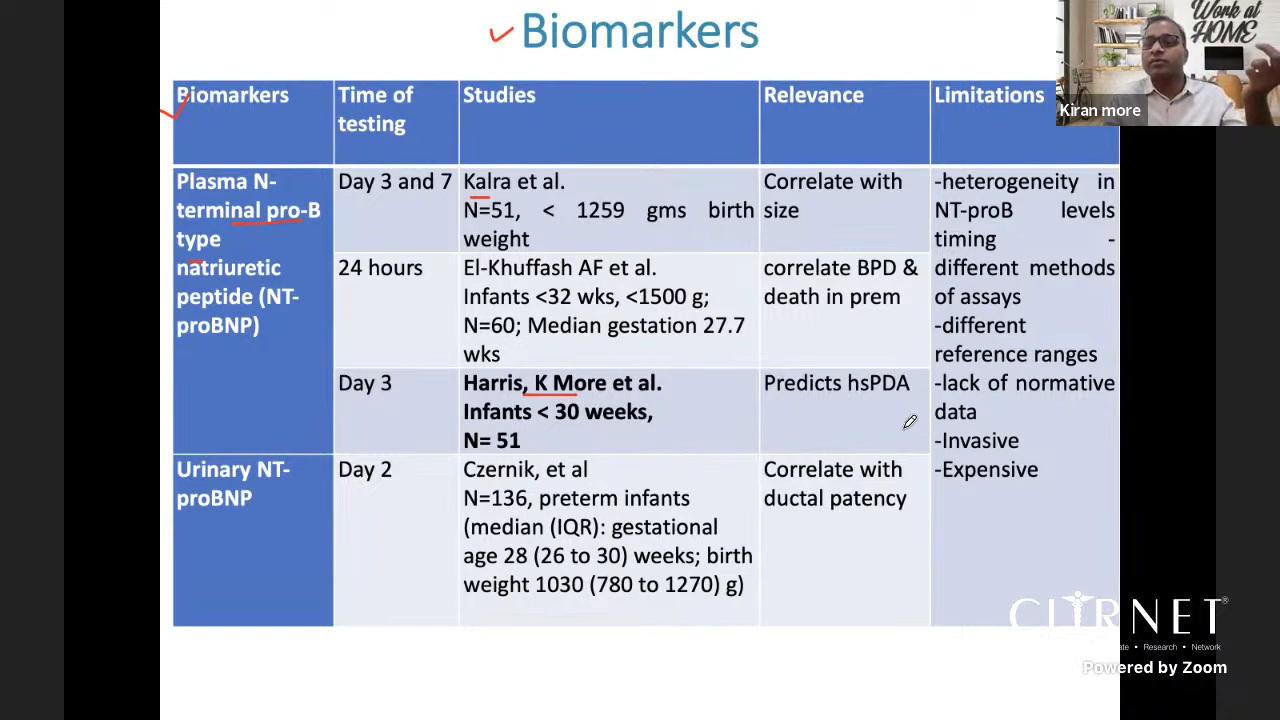 Biomarkers
Work at
HOME
Kiran more
Biomarkers
Time of
testing
Studies
Relevance
Limitations
Plasma N-
terminal pro-B
type
natriuretic
peptide (NT-
proBNP)
Day 3 and 7
Kalra et al.
N=51, < 1259 gms birth
weight
Correlate with
size
-heterogeneity in
NT-proB levels
timing -
different methods
of assays
-different
reference ranges
-lack of normative
data
-Invasive
-Expensive
24 hours
El-Khuffash AF et al.
Infants <32 wks, <1500 g;
N=60; Median gestation 27.7
wks
correlate BPD &
death in prem
Day 3
Harris, K More et al.
Infants < 30 weeks,
N= 51
Predicts hsPDA
Urinary NT-
proBNP
Day 2
Czernik, et al
N=136, preterm infants
(median (IQR): gestational
age 28 (26 to 30) weeks; birth
weight 1030 (780 to 1270) g)
Correlate with
ductal patency
CLIRNET®
• Research • Network
Powered by Zoom